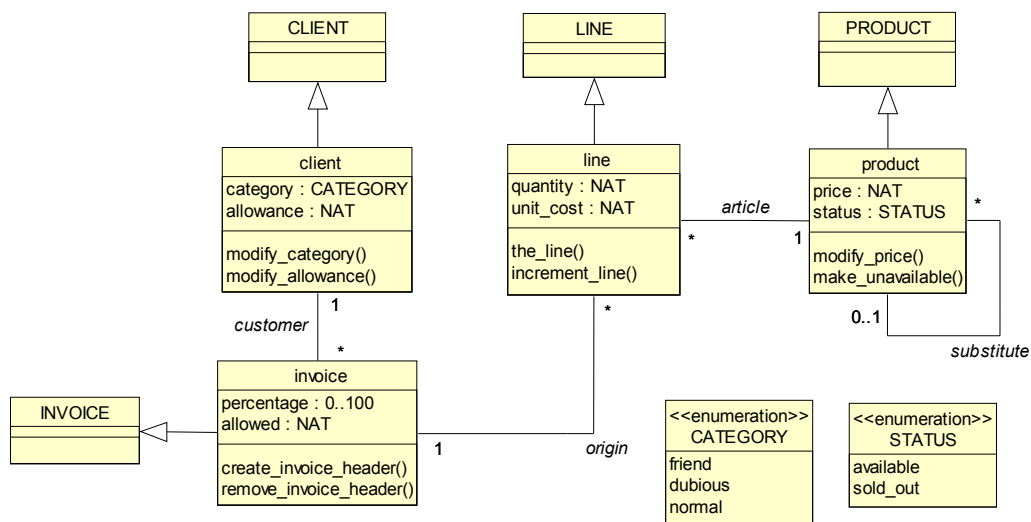 CLIENT
LINE
PRODUCT
client
category : CATEGORY
allowance : NAT
modify_category()
modify_allowance()
line
quantity : NAT
unit_cost : NAT
the_line()
increment_line()
product
price : NAT
status : STATUS
modify_price()
make_unavailable()
article
*
1
*
0..1
substitute
1
customer
*
*
INVOICE
invoice
percentage : 0..100
allowed : NAT
create_invoice_header()
remove_invoice_header()
1
origin
<<enumeration>>
CATEGORY
friend
dubious
normal
<<enumeration>>
STATUS
available
sold_out